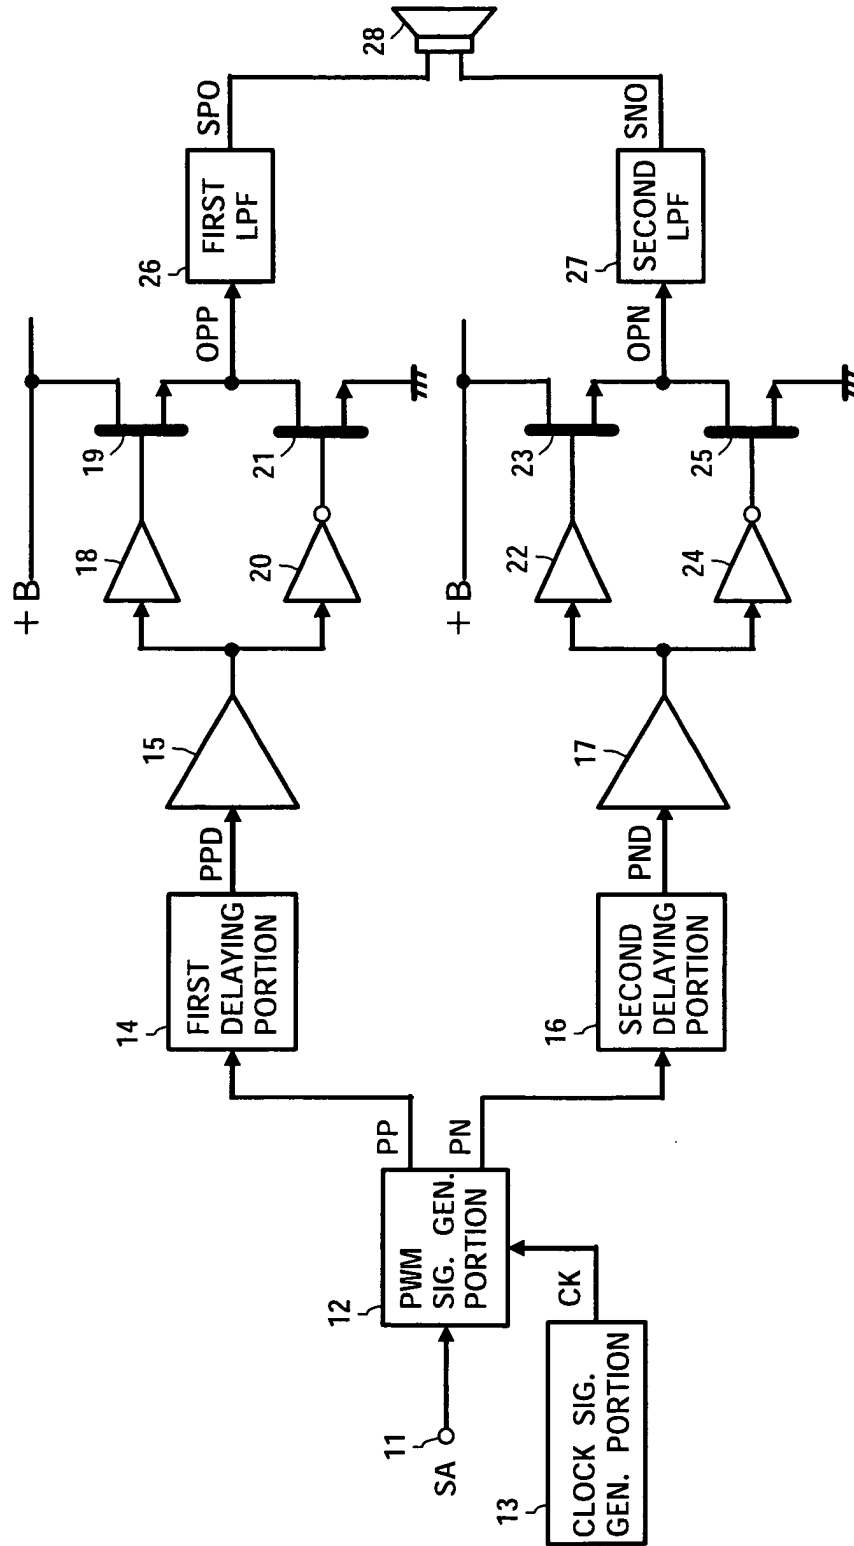 11
SA
12
PWM
SIG. GEN.
PORTION
13
CLOCK SIG.
GEN. PORTION
CK
PP
PN
14
FIRST
DELAYING
PORTION
PPD
15
+B
18
19
20
21
OPP
26
FIRST
LPF
SPO
28
16
SECOND
DELAYING
PORTION
PND
17
+B
22
23
24
25
OPN
27
SECOND
LPF
SNO